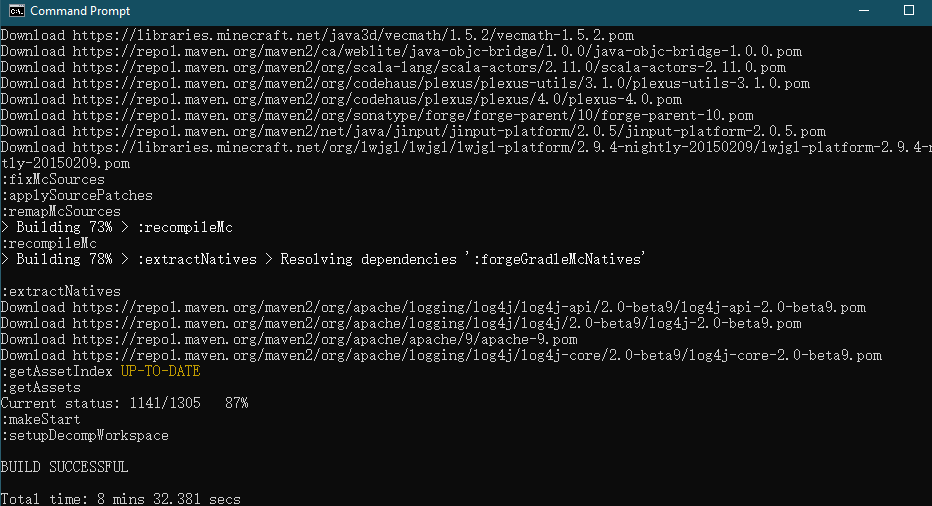 Command Prompt
Download https://libraries.minecraft.net/java3d/vecmath/1.5.2/vecmath-1.5.2.pom
Download https://repo1.maven.org/maven2/ca/weblite/java-objc-bridge/1.0.0/java-objc-bridge-1.0.0.pom
Download https://repo1.maven.org/maven2/org/scala-lang/scala-actors/2.11.0/scala-actors-2.11.0.pom
Download https://repo1.maven.org/maven2/org/codehaus/plexus/plexus-utils/3.1.0/plexus-utils-3.1.0.pom
Download https://repo1.maven.org/maven2/org/codehaus/plexus/plexus/4.0/plexus-4.0.pom
Download https://repo1.maven.org/maven2/org/sonatype/forge/forge-parent/10/forge-parent-10.pom
Download https://repo1.maven.org/maven2/net/java/jinput/jinput-platform/2.0.5/jinput-platform-2.0.5.pom
Download https://libraries.minecraft.net/org/lwjgl/lwjgl/lwjgl-platform/2.9.4-nightly-20150209/lwjgl-platform-2.9.4-n
tly-20150209.pom
:fixMcSources
:applySourcePatches
:remapMcSources
> Building 73% > :recompileMc
:recompileMc
> Building 78% > :extractNatives > Resolving dependencies ':forgeGradleMcNatives'
:extractNatives
Download https://repo1.maven.org/maven2/org/apache/logging/log4j/log4j-api/2.0-beta9/log4j-api-2.0-beta9.pom
Download https://repo1.maven.org/maven2/org/apache/logging/log4j/log4j/2.0-beta9/log4j-2.0-beta9.pom
Download https://repo1.maven.org/maven2/org/apache/apache/9/apache-9.pom
Download https://repo1.maven.org/maven2/org/apache/logging/log4j/log4j-core/2.0-beta9/log4j-core-2.0-beta9.pom
:getAssetIndex UP-TO-DATE
:getAssets
Current status: 1141/1305   87%
:makeStart
:setupDecompWorkspace
BUILD SUCCESSFUL
Total time: 8 mins 32.381 secs